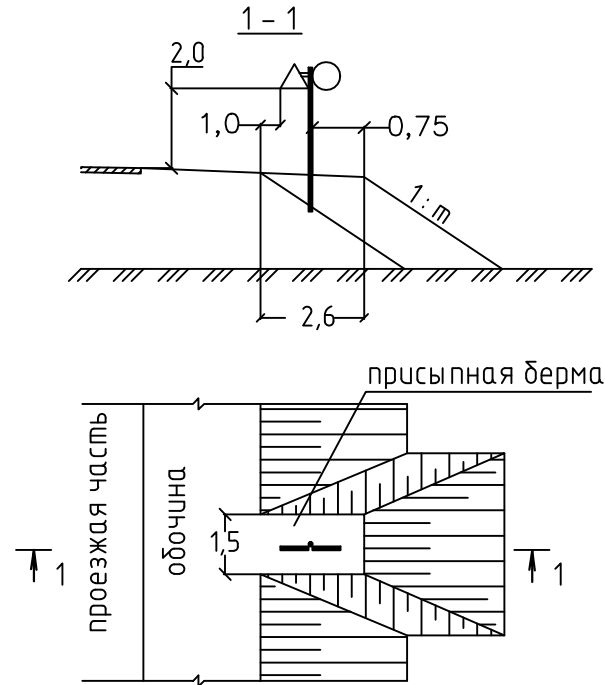 1-1
2,0
1,0
0,75
1:m
2,6
присыпная берма
проезжая часть
обочина
1,5
1
1